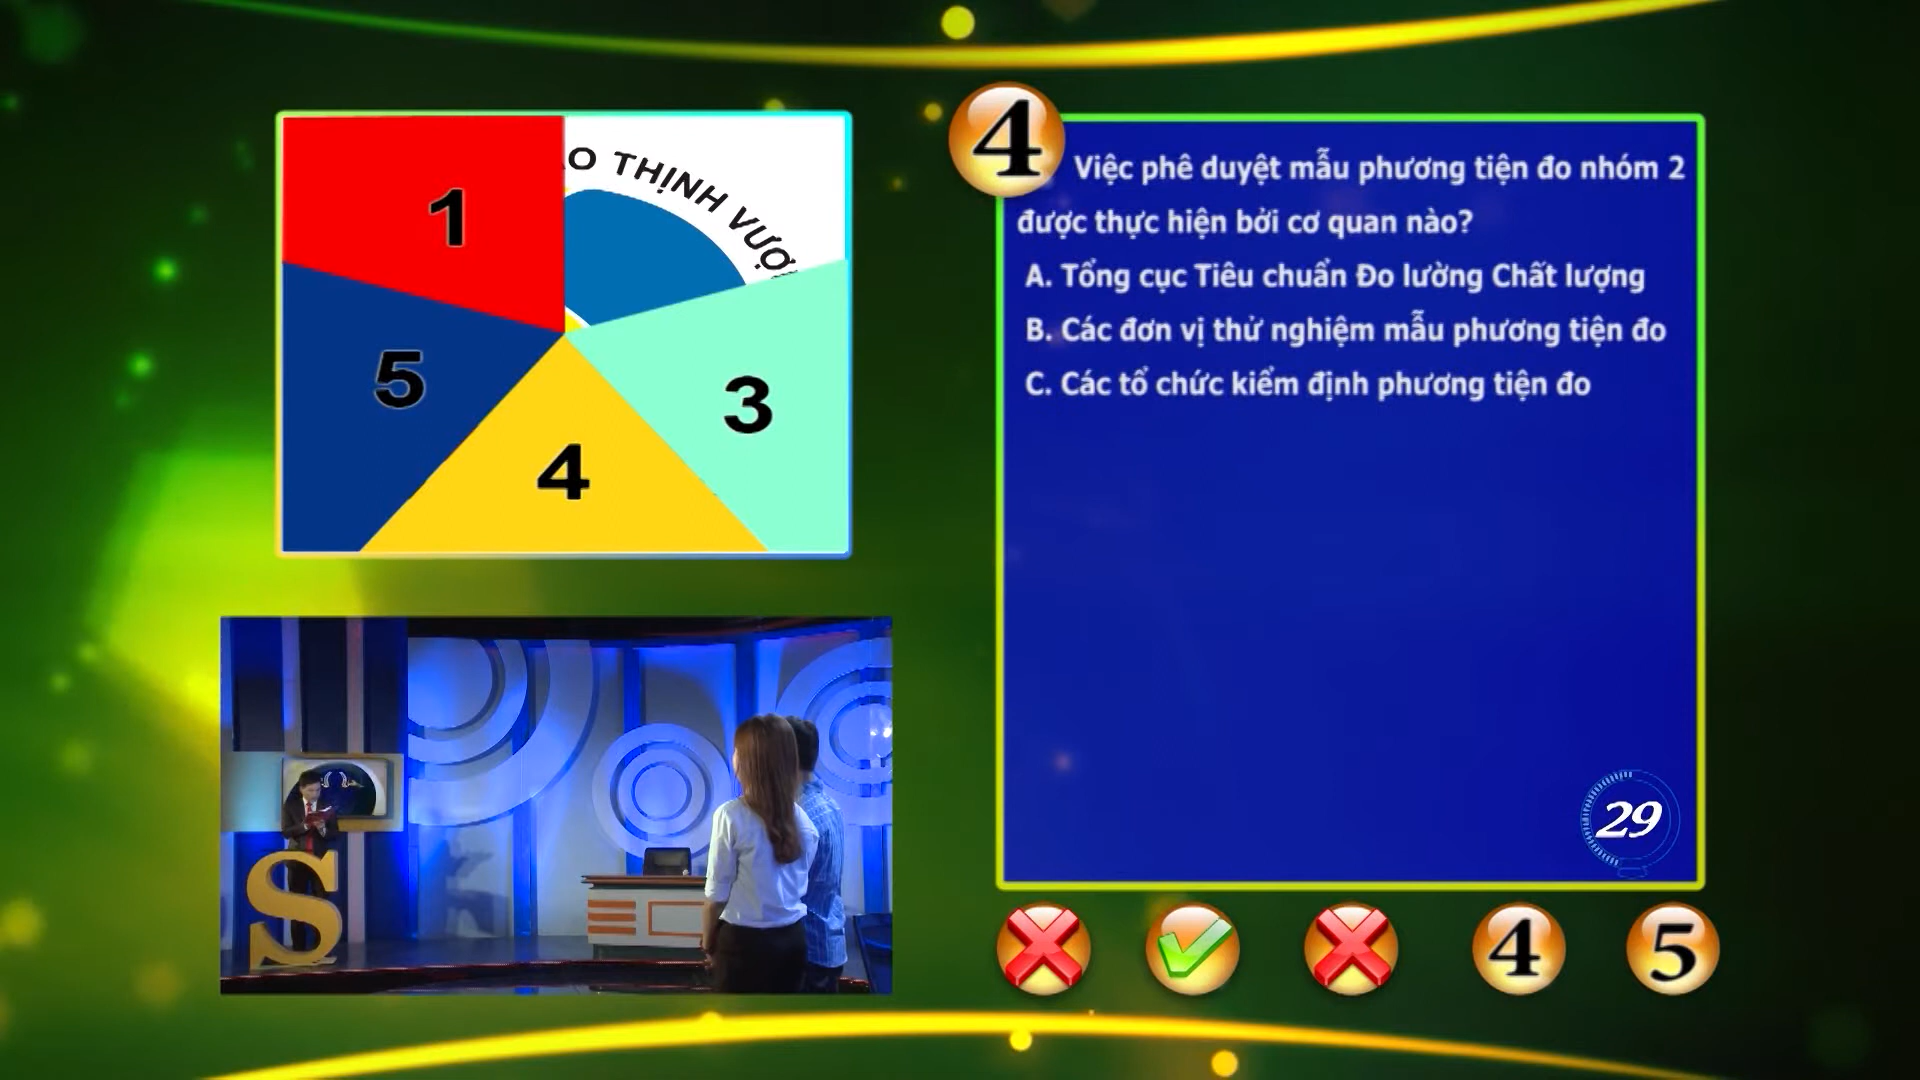 1
THỊNH
5
3
4
4
Việc phê duyệt mẫu phương tiện đo nhóm 2
được thực hiện bởi cơ quan nào?
A. Tổng cục Tiêu chuẩn Đo lường Chất lượng
B. Các đơn vị thử nghiệm mẫu phương tiện đo
C. Các tổ chức kiểm định phương tiện đo
29
4
5
S